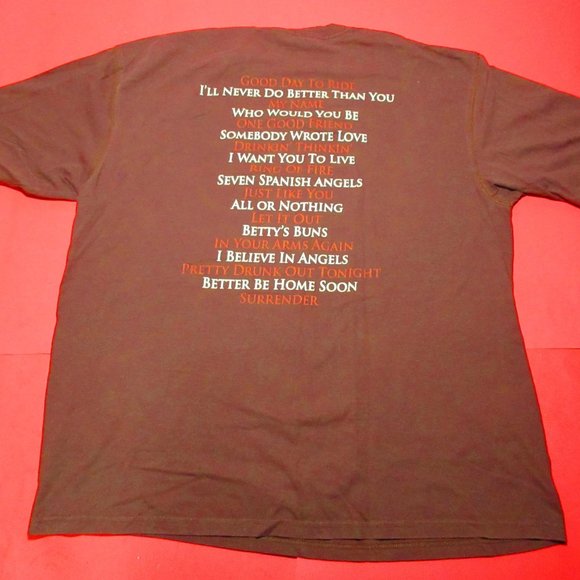 GOOD DAY TO RIDE
I'LL NEVER DO BETTER THAN YOU
MY NAME
WHO WOULD YOU BE
ONE GOOD FRIEND
SOMEBODY WROTE LOVE
DRINKIN' THINKIN'
I WANT YOU TO LIVE
RING OF FIRE
SEVEN SPANISH ANGELS
JUST LIKE YOU
ALL OR NOTHING
LET IT OUT
BETTY'S BUNS
IN YOUR ARMS AGAIN
I BELIEVE IN ANGELS
PRETTY DRUNK OUT TONIGHT
BETTER BE HOME SOON
SURRENDER